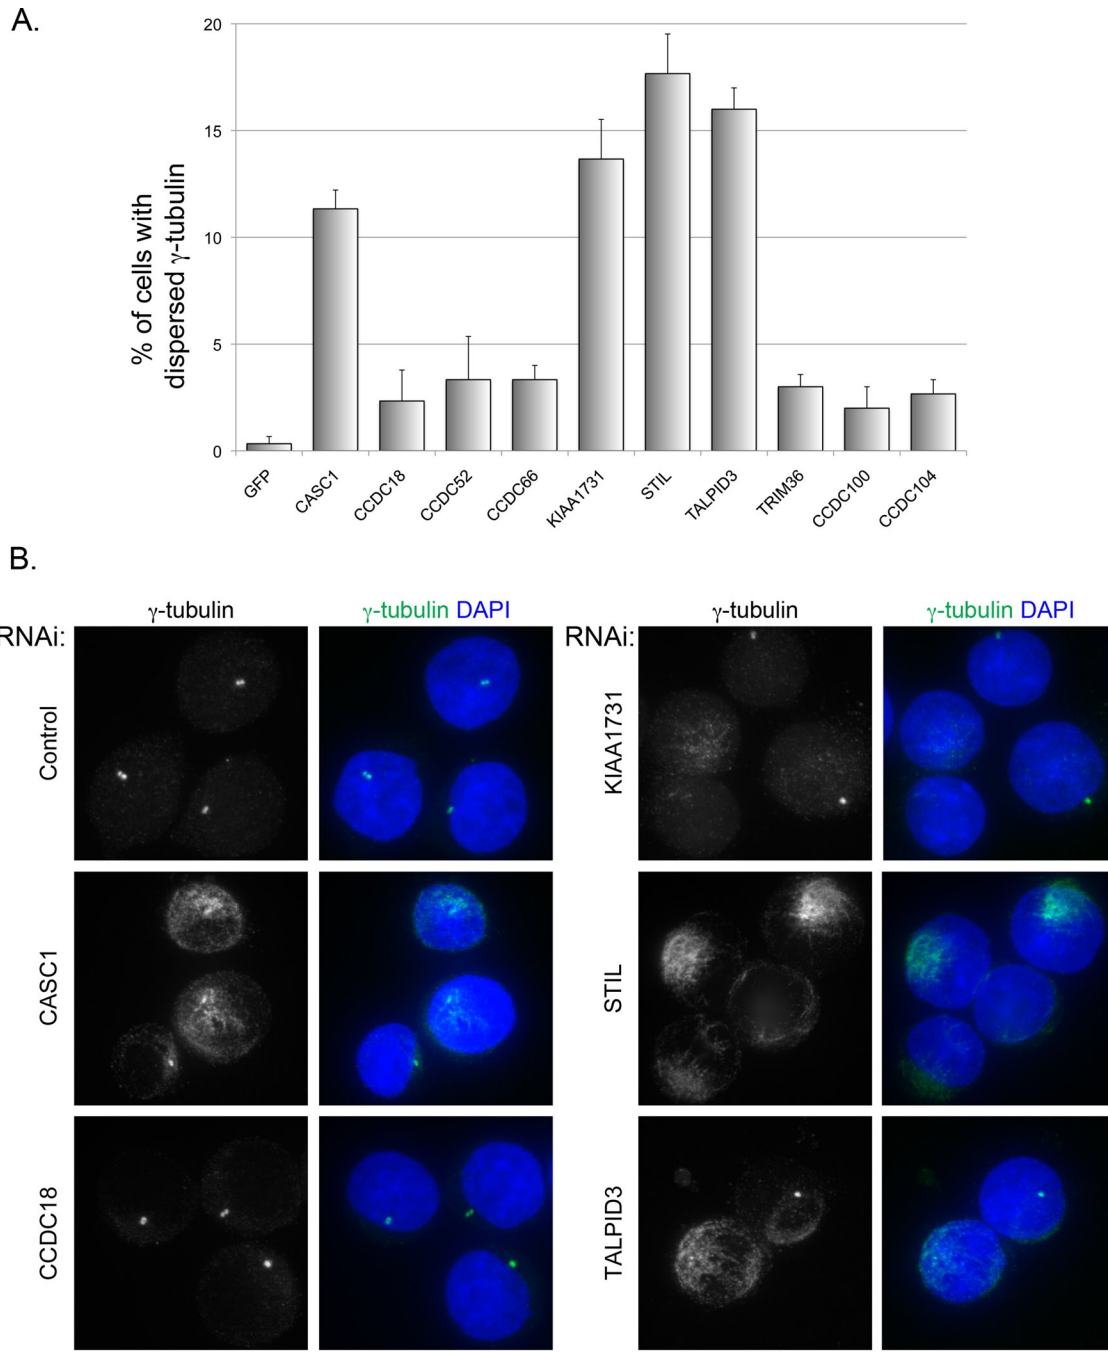 A.
20
15
10
5
0
% of cells with
dispersed γ-tubulin
GFP
CASC1
CCDC18
CCDC52
CCDC66
KIAA1731
STIL
TALPID3
TRIM36
CCDC100
CCDC104
B.
γ-tubulin γ-tubulin DAPI γ-tubulin γ-tubulin DAPI
RNAi: RNAi:
Control KIAA1731
CASC1 STIL
CCDC18 TALPID3